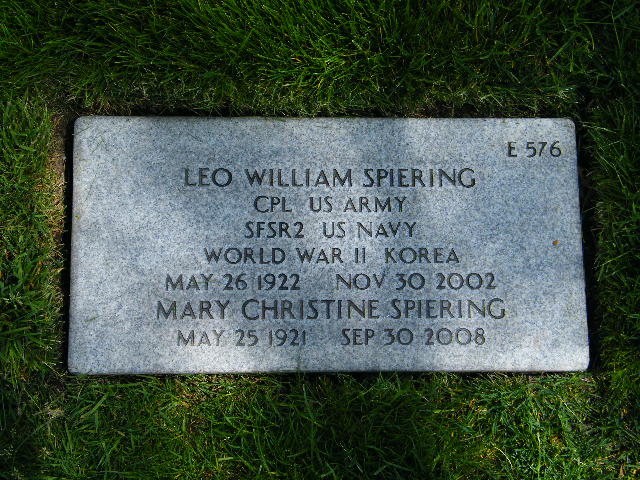 E 576
LEO WILLIAM SPIERING
CPL US ARMY
SFSR2 US NAVY
WORLD WAR II KOREA
MAY 26 1922 NOV 30 2002
MARY CHRISTINE SPIERING
MAY 25 1921 SEP 30 2008